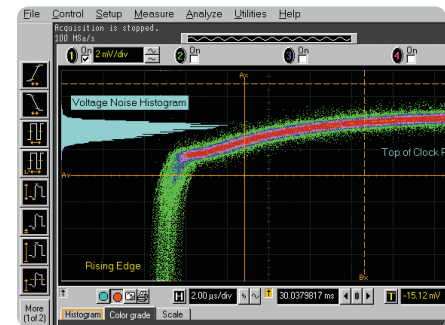 File Control Setup Measure Analyze Utilities Help
Acquisition is stopped.
100 MSa/s
1 On 2 mV/div 2 On 3 On 4 On
Ax
Voltage Noise Histogram
Top of Clock
Ay
Rising Edge
Bx
More
(1 of 2)
H 2.00 µs/div 30.0379817 ms 0 T -15.12 mV
Histogram Color grade Scale